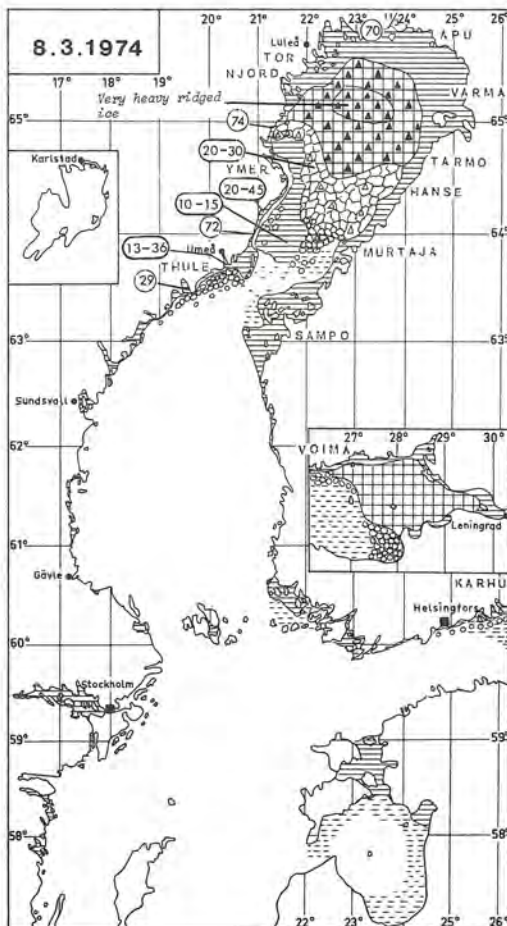 8.3.1974
20° 21° 22° 23° 24° 25° 26°
17° 18° 19°
Luleå
70
APU
TOR
NJORD
VARMA
Very heavy ridged
ice
65° 65°
74
Karlstad
20-30
TARMO
YMER
20-45
HANSE
10-15
72
64°
Umeå
MURTAJA
13-36
THULE
29
63° 63°
SAMPO
Sundsvall
62°
VOIMA
27° 28° 29° 30°
61°
Leningrad
Gävle
KARHU
Helsingfors
60° 60°
Stockholm
59° 59°
58° 58°
22° 23° 24° 25° 26°